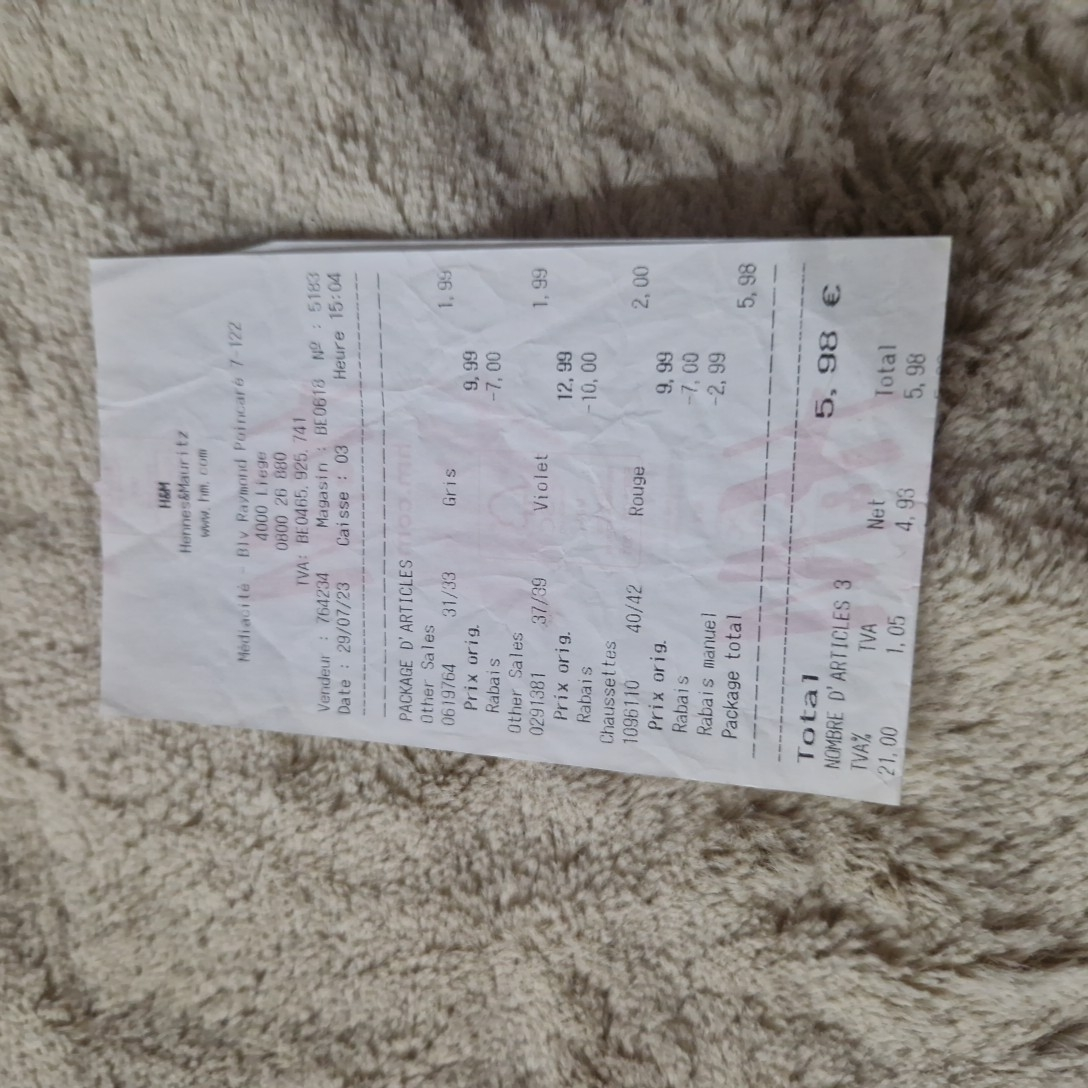 H&M
Hennes&Mauritz
www.hm.com
Médiacité - Blv Raymond Poincaré 7-122
4000 Liege
0800 26 880
TVA: BE0465.925.741
Vendeur : 764234 Magasin : BE0618 Nº : 5183
Date : 29/07/23 Caisse : 03 Heure 15:04
PACKAGE D'ARTICLES
Other Sales 1,99
0619764 31/33 Gris
Prix orig. 9,99
Rabais -7,00
Other Sales 1,99
0291381 37/39 Violet
Prix orig. 12,99
Rabais -10,00
Chaussettes 2,00
1096110 40/42 Rouge
Prix orig. 9,99
Rabais -7,00
Rabais manuel -2,99
Package total 5,98
Total 5,98 €
NOMBRE D'ARTICLES 3
TVA% TVA Net Total
21,00 1,05 4,93 5,98